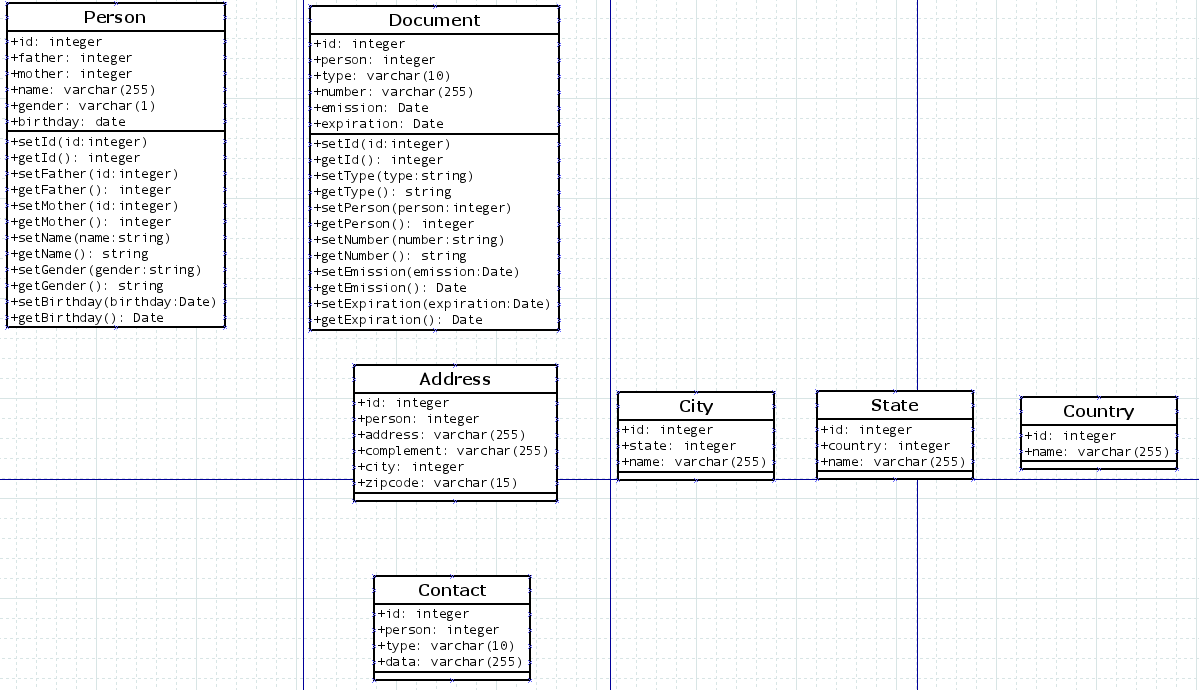 Person
+id: integer
+father: integer
+mother: integer
+name: varchar(255)
+gender: varchar(1)
+birthday: date
+setId(id:integer)
+getId(): integer
+setFather(id:integer)
+getFather(): integer
+setMother(id:integer)
+getMother(): integer
+setName(name:string)
+getName(): string
+setGender(gender:string)
+getGender(): string
+setBirthday(birthday:Date)
+getBirthday(): Date
Document
+id: integer
+person: integer
+type: varchar(10)
+number: varchar(255)
+emission: Date
+expiration: Date
+setId(id:integer)
+getId(): integer
+setType(type:string)
+getType(): string
+setPerson(person:integer)
+getPerson(): integer
+setNumber(number:string)
+getNumber(): string
+setEmission(emission:Date)
+getEmission(): Date
+setExpiration(expiration:Date)
+getExpiration(): Date
Address
+id: integer
+person: integer
+address: varchar(255)
+complement: varchar(255)
+city: integer
+zipcode: varchar(15)
City
+id: integer
+state: integer
+name: varchar(255)
State
+id: integer
+country: integer
+name: varchar(255)
Country
+id: integer
+name: varchar(255)
Contact
+id: integer
+person: integer
+type: varchar(10)
+data: varchar(255)